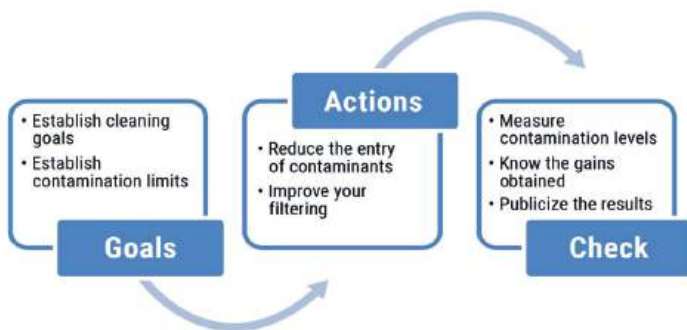 • Establish cleaning
goals
• Establish
contamination limits
Goals
Actions
• Reduce the entry
of contaminants
• Improve your
filtering
• Measure
contamination levels
• Know the gains
obtained
• Publicize the results
Check